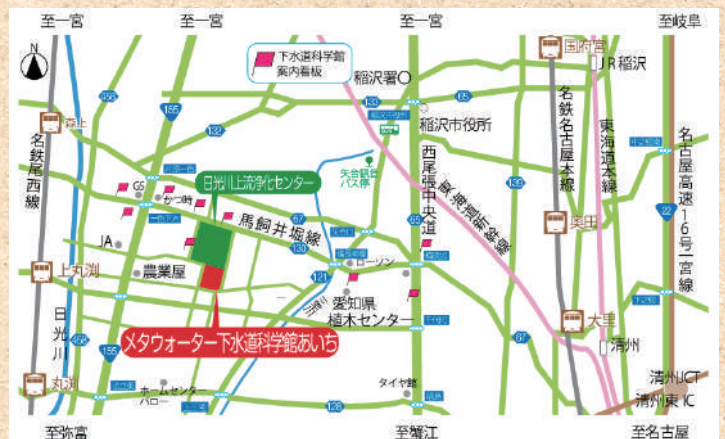 至一宮
至一宮
至一宮
至岐阜
N
下水道科学館
案内看板
稲沢署
国府宮
JR稲沢
稲沢市役所
133
65
458
155
132
森上
名鉄尾西線
矢合観音
バス停
西尾張中央道
東海道新幹線
名鉄名古屋本線
東海道本線
名古屋高速16号一宮線
139
22
GS
かつ時
日光川上流浄化センター
馬飼井堀線
67
130
65
奥田
JA
農業屋
上丸渕
ローソン
121
三宅川
愛知県
植木センター
67
大里
清州
日光川
468
155
メタウォーター下水道科学館あいち
丸渕
ホームセンター
バロー
126
タイヤ館
清州JCT
清州東IC
至弥富
至蟹江
至名古屋